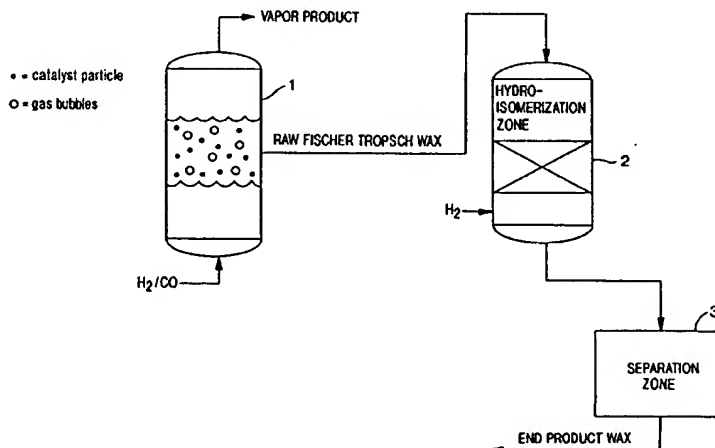 VAPOR PRODUCT
• = catalyst particle
O = gas bubbles
1
RAW FISCHER TROPSCH WAX
HYDRO-
ISOMERIZATION
ZONE
2
H2
H2/CO
3
SEPARATION
ZONE
END PRODUCT WAX